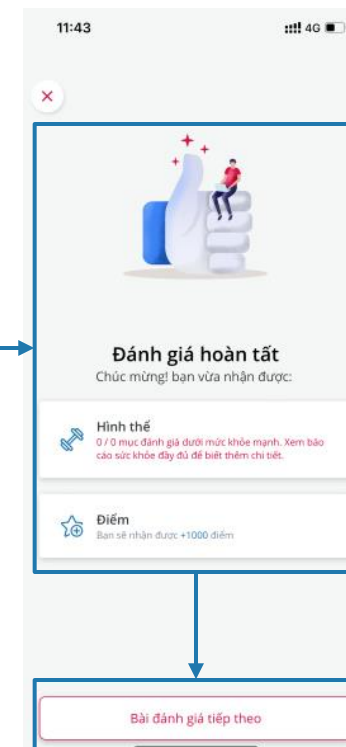 11:43
4G
Đánh giá hoàn tất
Chúc mừng! bạn vừa nhận được:
Hình thể
0 / 0 mục đánh giá dưới mức khỏe mạnh. Xem báo
cáo sức khỏe đầy đủ để biết thêm chi tiết.
Điểm
Bạn sẽ nhận được +1000 điểm
Bài đánh giá tiếp theo